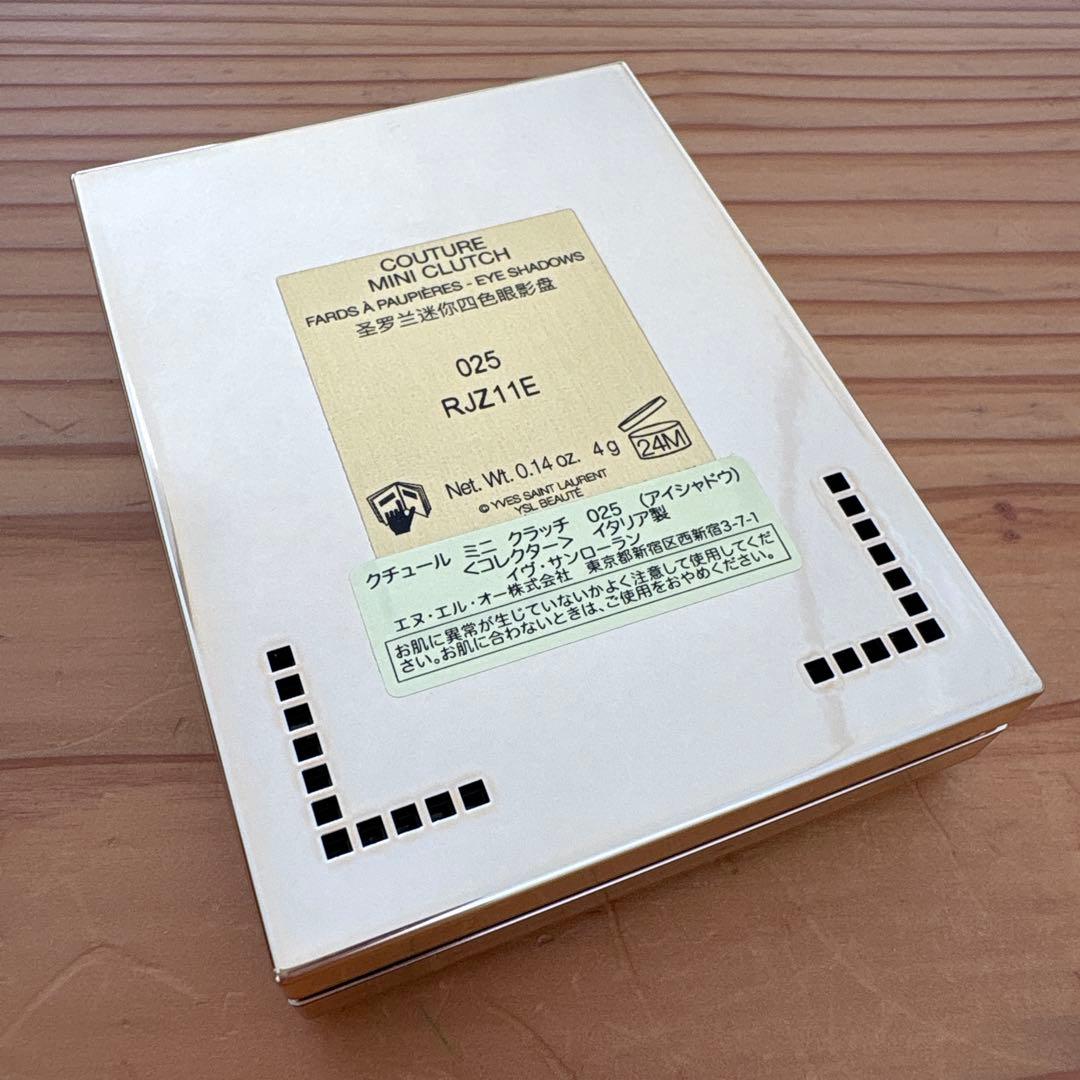 COUTURE
MINI CLUTCH
FARDS À PAUPIÈRES - EYE SHADOWS
圣罗兰迷你四色眼影盘
025
RJZ11E
24M
Net. Wt. 0.14 oz. 4 g
© YVES SAINT LAURENT
YSL BEAUTÉ
クチュール ミニ クラッチ 025 (アイシャドウ)
<コレクター> イタリア製
イヴ・サンローラン
エヌ・エル・オー株式会社 東京都新宿区西新宿3-7-1
お肌に異常が生じていないかよく注意して使用してくだ
さい。お肌に合わないときは、ご使用をおやめください。